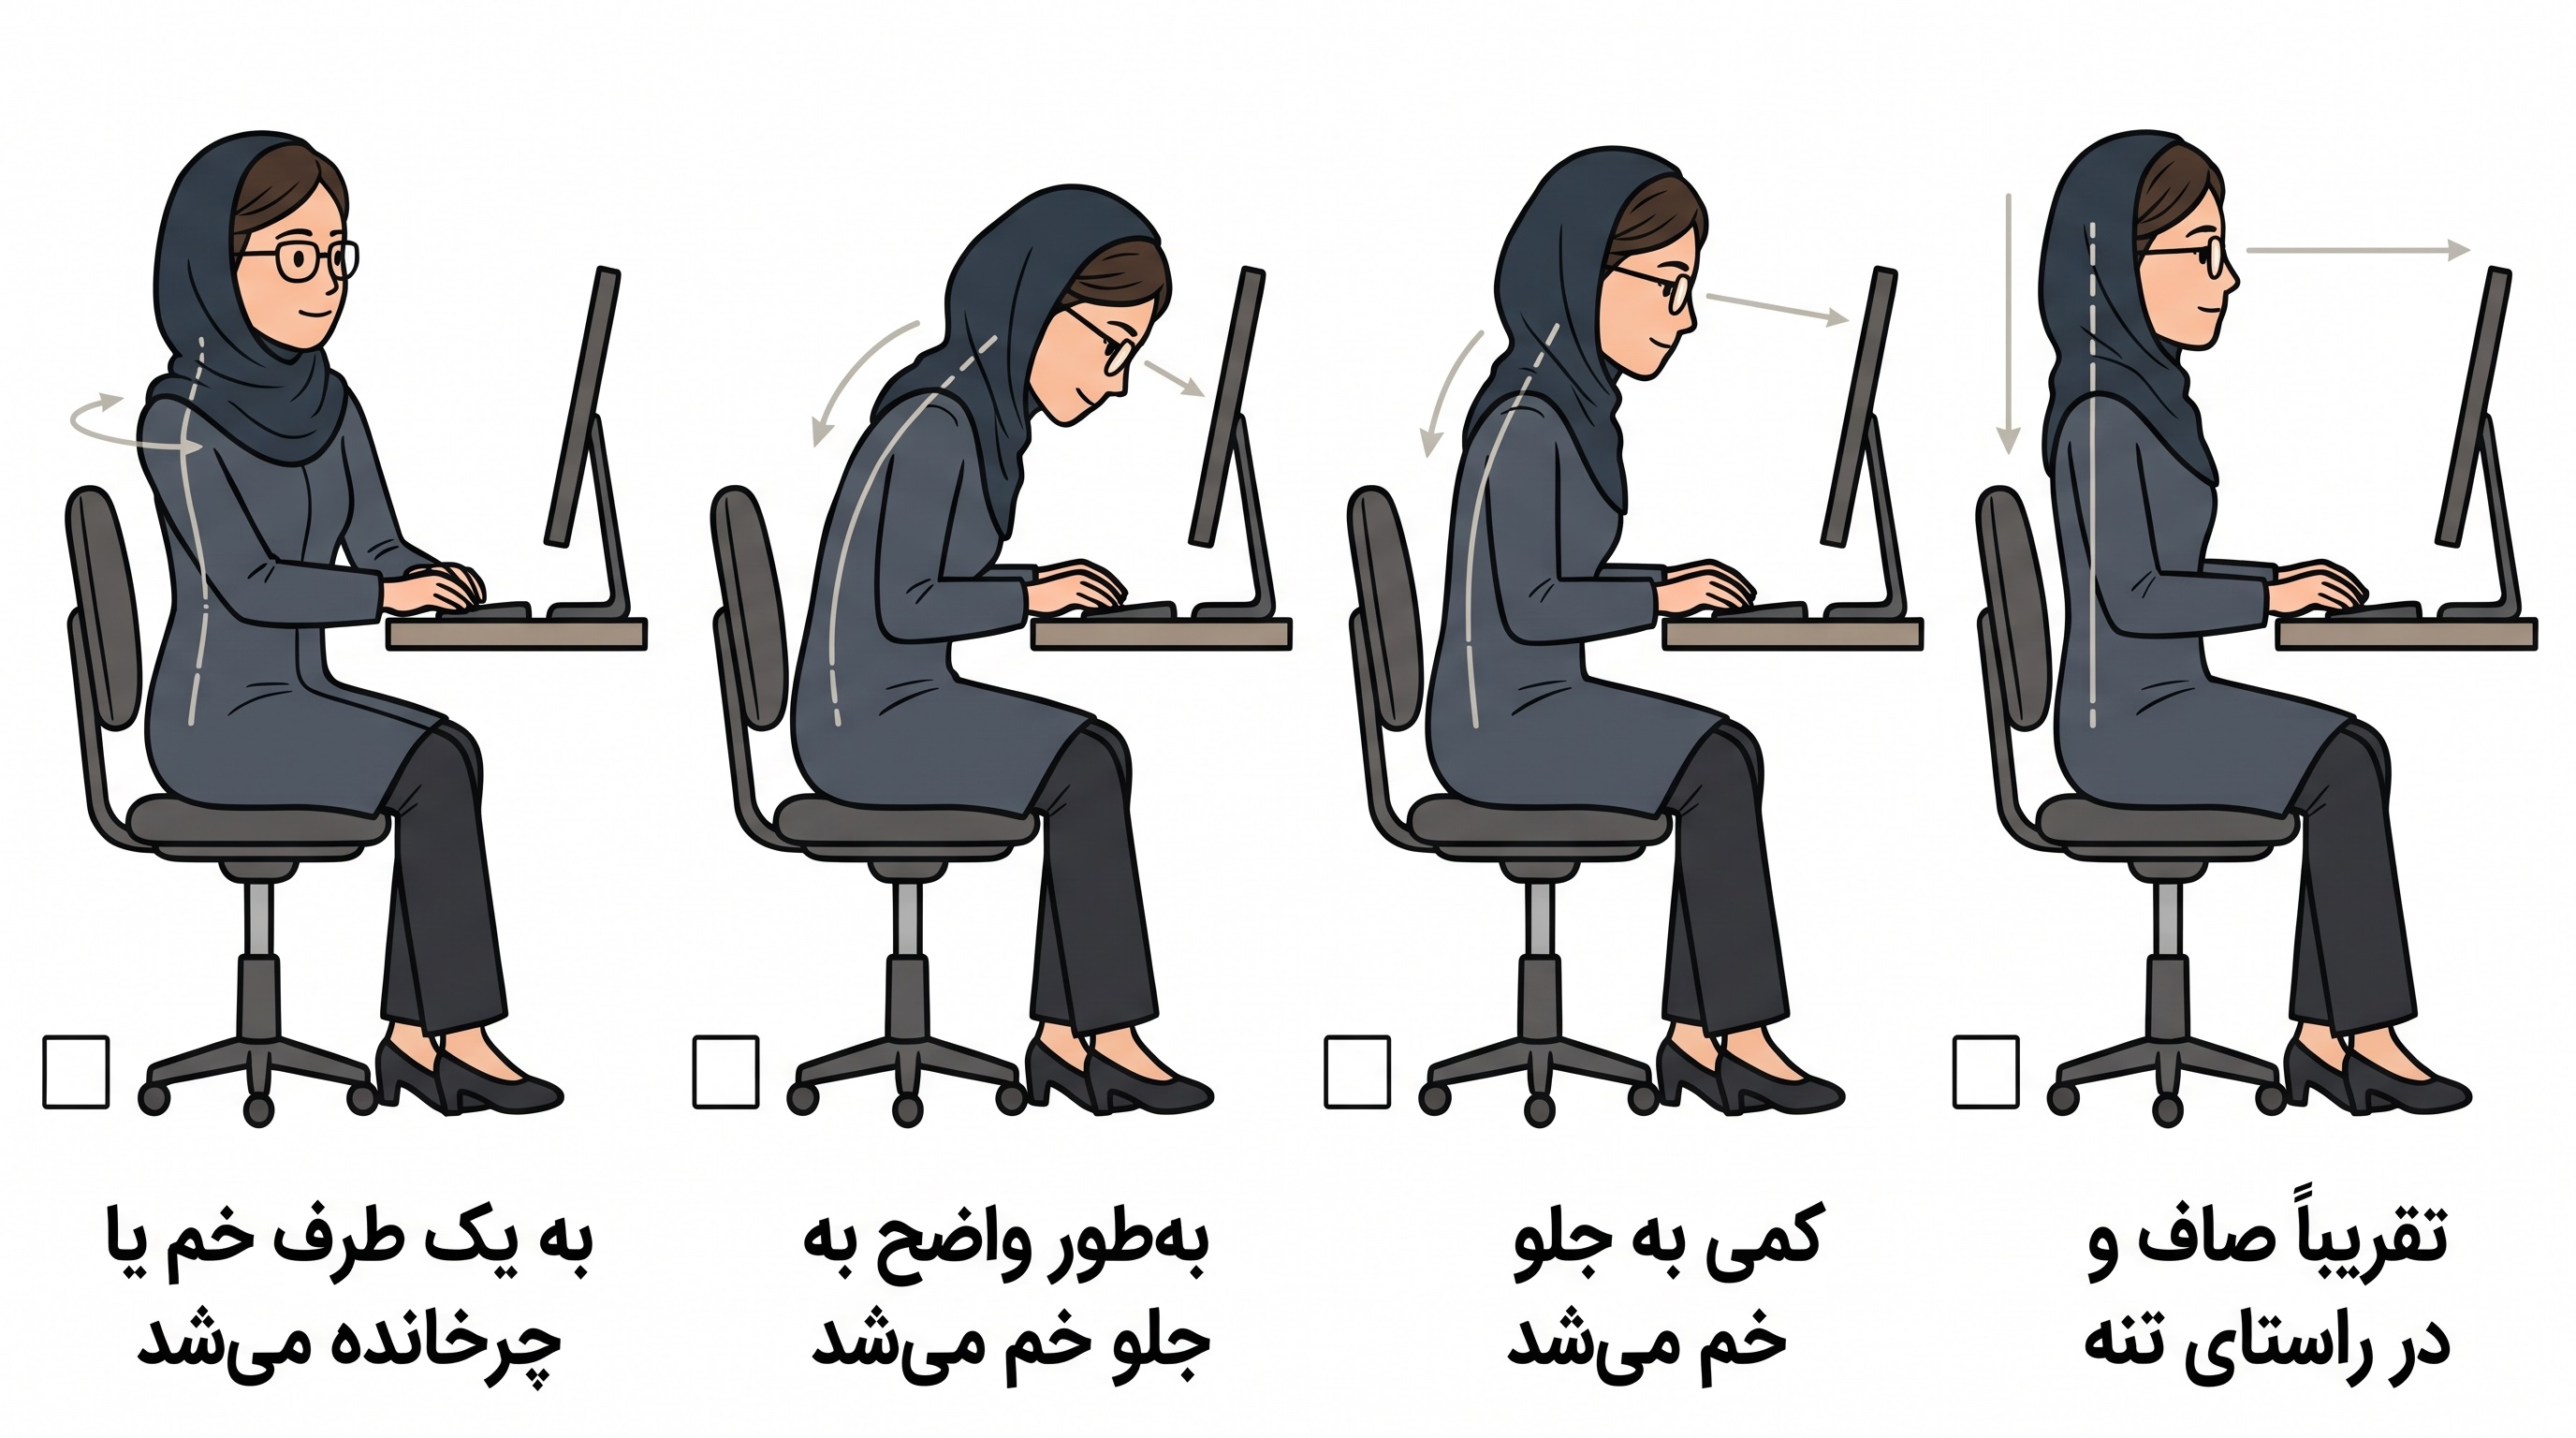 تقریباً صاف و
در راستای تنه
کمی به جلو
خم می‌شد
به‌طور واضح به
جلو خم می‌شد
به یک طرف خم یا
چرخانده می‌شد